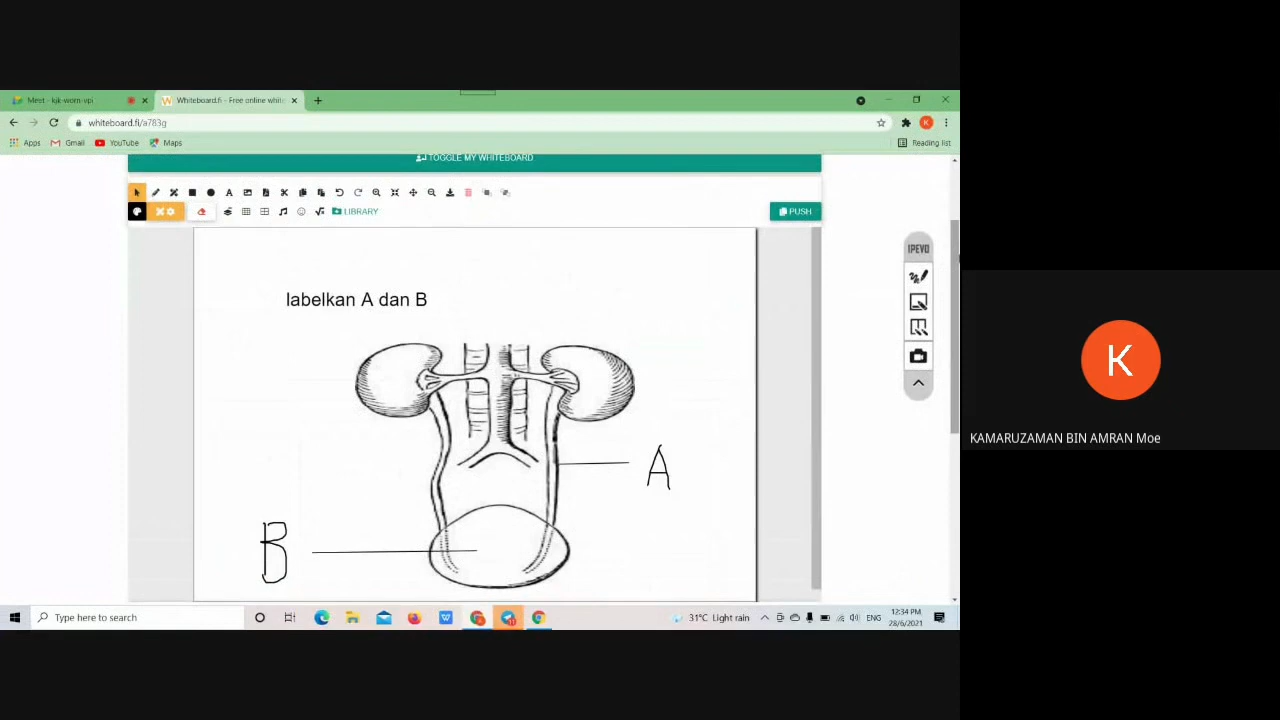 Meet - kjk-worn-vpi
Whiteboard.fi - Free online white
whiteboard.fi/a783g
Apps Gmail YouTube Maps Reading list
TOGGLE MY WHITEBOARD
A
LIBRARY
PUSH
IPEVO
labelkan A dan B
A
B
K
KAMARUZAMAN BIN AMRAN Moe
Type here to search
31°C Light rain
ENG
12:34 PM
28/6/2021